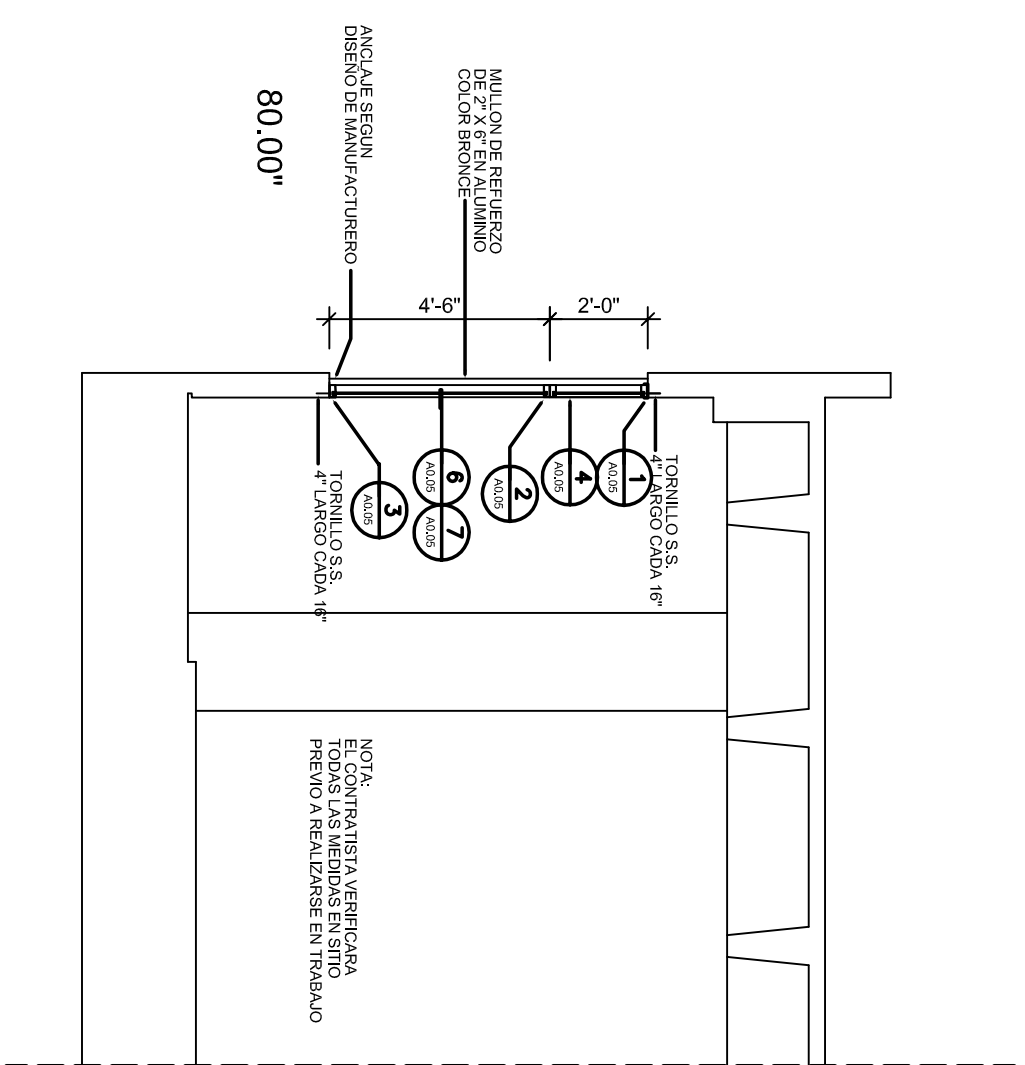 ANCLAJE SEGUN
DISEÑO DE MANUFACTURERO
80.00"
MULLON DE REFUERZO
DE 2" X 6" EN ALUMINIO
COLOR BRONCE
4'-6"
2'-0"
1
A0.05
4
A0.05
2
A0.05
6
A0.05
7
A0.05
3
A0.05
TORNILLO S.S.
4" LARGO CADA 16"
TORNILLO S.S.
4" LARGO CADA 16"
NOTA:
EL CONTRATISTA VERIFICARA
TODAS LAS MEDIDAS EN SITIO
PREVIO A REALIZARSE EN TRABAJO